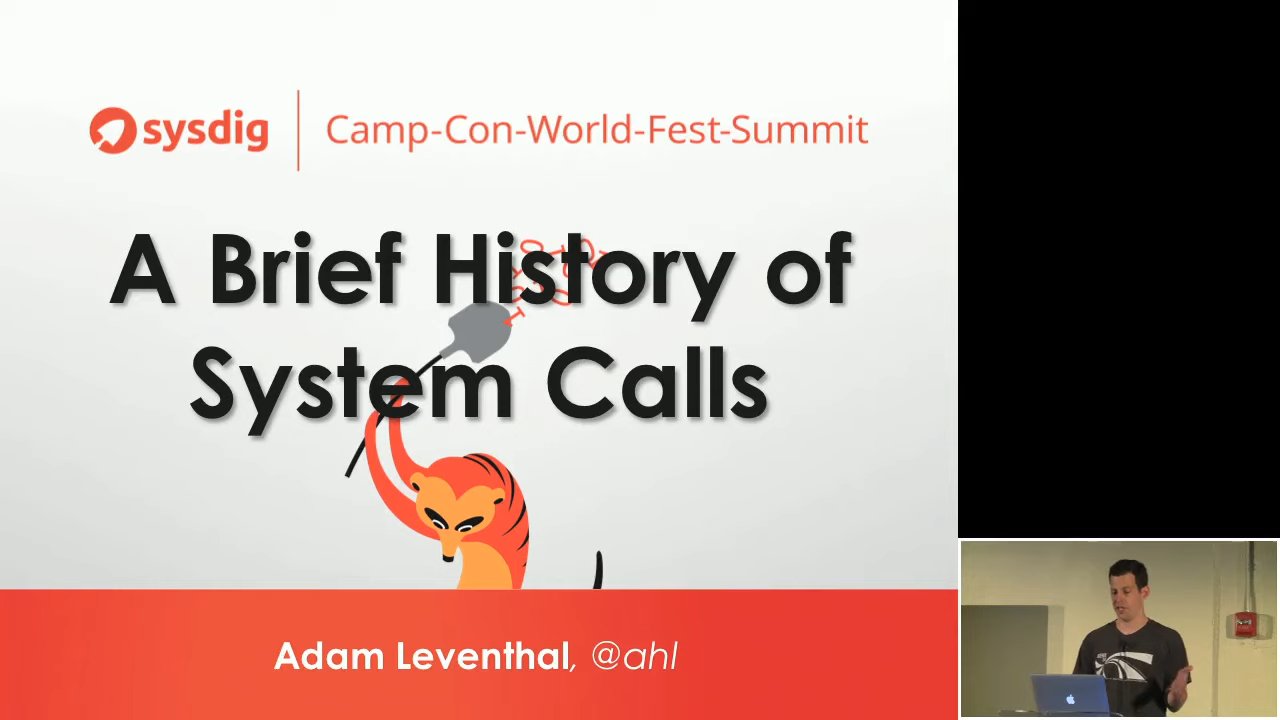 sysdig
Camp-Con-World-Fest-Summit
A Brief History of
System Calls
Adam Leventhal, @ahl